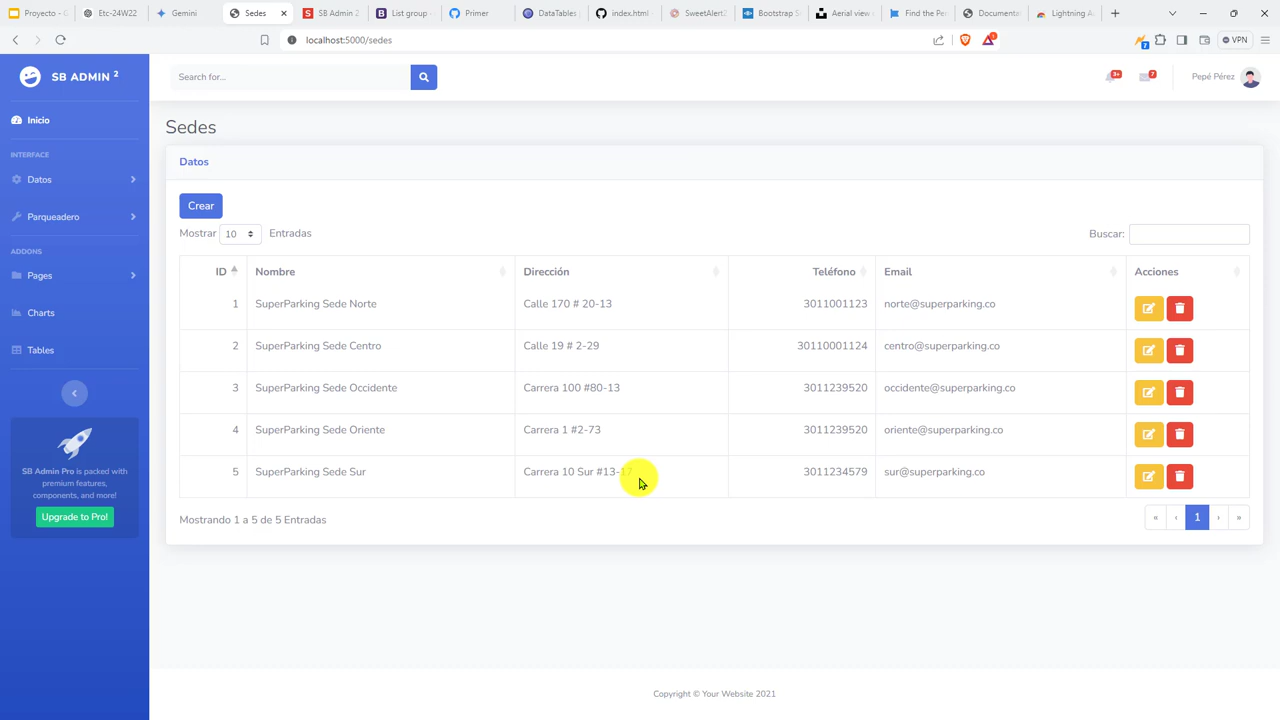 Proyecto - G
Etc-24W22
Gemini
Sedes
SB Admin 2
List group
Primer
DataTables
index.html
SweetAlert2
Bootstrap S
Aerial view
Find the Pe
Documenta
Lightning A
localhost:5000/sedes
7
VPN
SB ADMIN 2
Search for...
3+
7
Pepé Pérez
Inicio
INTERFACE
Datos
Parqueadero
ADDONS
Pages
Charts
Tables
SB Admin Pro is packed with
premium features,
components, and more!
Upgrade to Pro!
Sedes
Datos
Crear
Mostrar 10 Entradas
Buscar:
ID Nombre Dirección Teléfono Email Acciones
1 SuperParking Sede Norte Calle 170 # 20-13 3011001123 norte@superparking.co
2 SuperParking Sede Centro Calle 19 # 2-29 30110001124 centro@superparking.co
3 SuperParking Sede Occidente Carrera 100 #80-13 3011239520 occidente@superparking.co
4 SuperParking Sede Oriente Carrera 1 #2-73 3011239520 oriente@superparking.co
5 SuperParking Sede Sur Carrera 10 Sur #13-17 3011234579 sur@superparking.co
Mostrando 1 a 5 de 5 Entradas
« ‹ 1 › »
Copyright © Your Website 2021